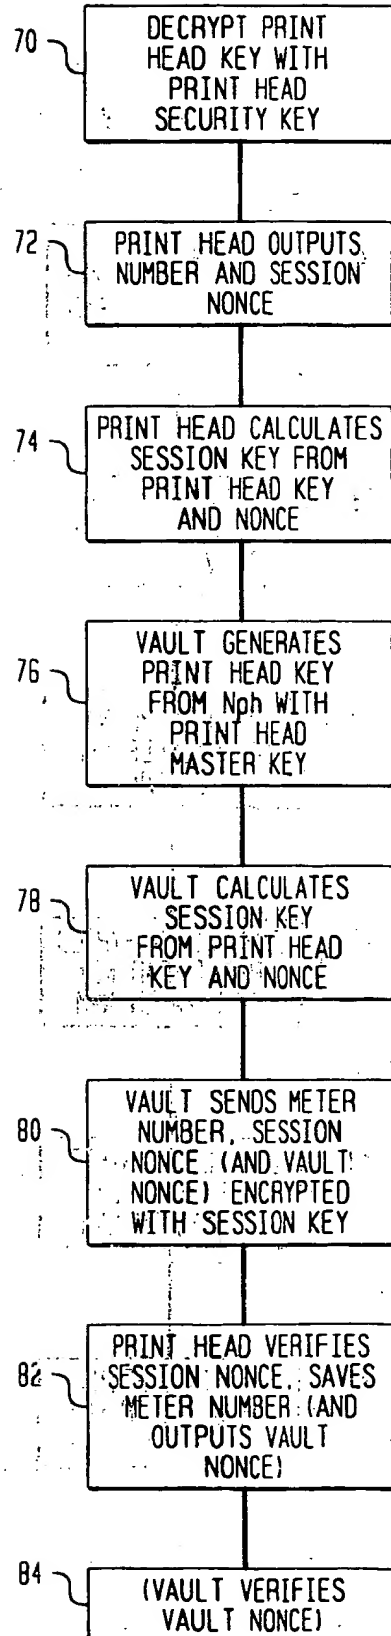 70
DECRYPT PRINT
HEAD KEY WITH
PRINT HEAD
SECURITY KEY
72
PRINT HEAD OUTPUTS
NUMBER AND SESSION
NONCE
74
PRINT HEAD CALCULATES
SESSION KEY FROM
PRINT HEAD KEY
AND NONCE
76
VAULT GENERATES
PRINT HEAD KEY
FROM Nph WITH
PRINT HEAD
MASTER KEY
78
VAULT CALCULATES
SESSION KEY
FROM PRINT HEAD
KEY AND NONCE
80
VAULT SENDS METER
NUMBER, SESSION
NONCE (AND VAULT
NONCE) ENCRYPTED
WITH SESSION KEY
82
PRINT HEAD VERIFIES
SESSION NONCE, SAVES
METER NUMBER (AND
OUTPUTS VAULT
NONCE)
84
(VAULT VERIFIES
VAULT NONCE)